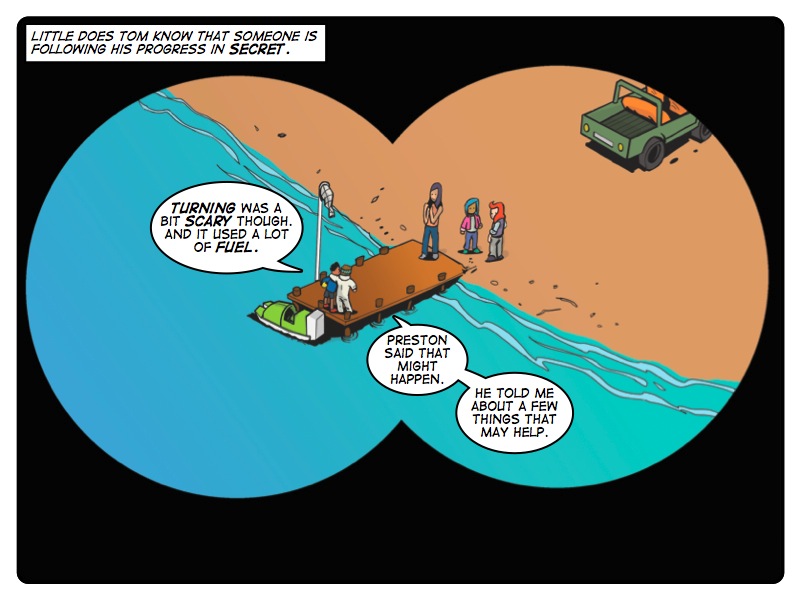 LITTLE DOES TOM KNOW THAT SOMEONE IS
FOLLOWING HIS PROGRESS IN SECRET.
TURNING WAS A
BIT SCARY THOUGH.
AND IT USED A LOT
OF FUEL.
PRESTON
SAID THAT
MIGHT
HAPPEN.
HE TOLD ME
ABOUT A FEW
THINGS THAT
MAY HELP.